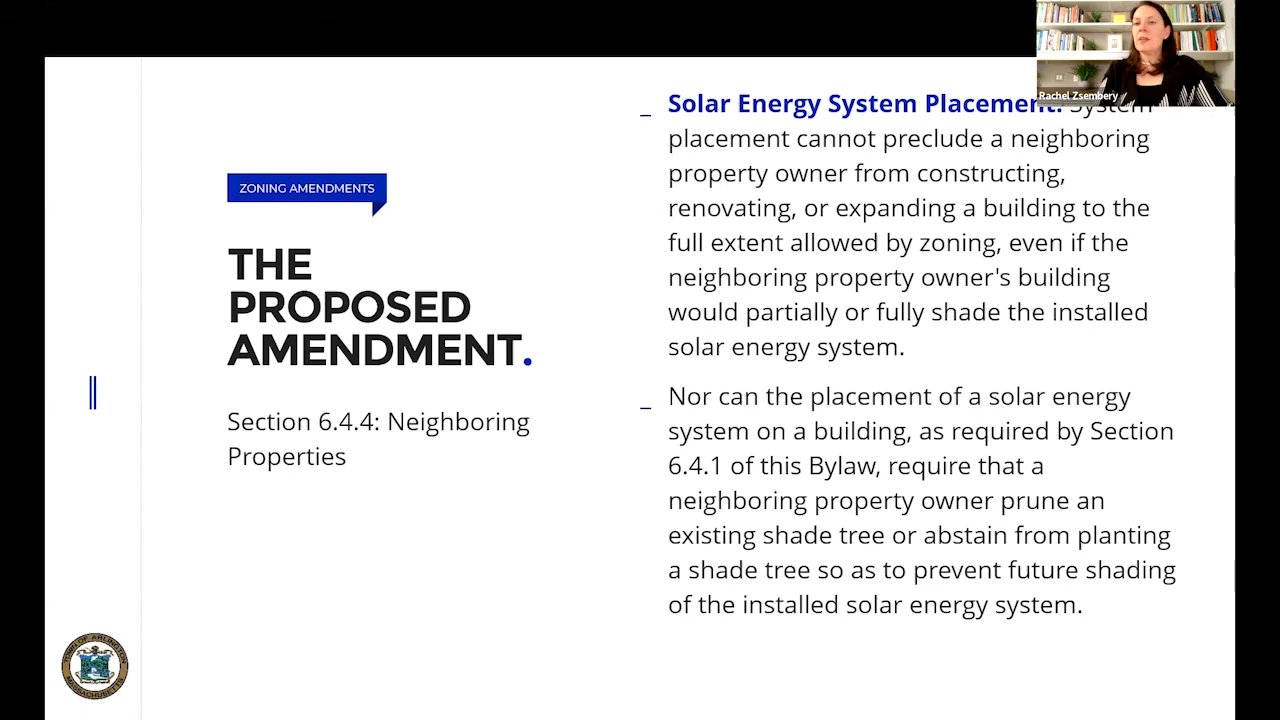 Rachel Zsembery
ZONING AMENDMENTS
THE
PROPOSED
AMENDMENT.
Section 6.4.4: Neighboring
Properties
Solar Energy System Placement: System
placement cannot preclude a neighboring
property owner from constructing,
renovating, or expanding a building to the
full extent allowed by zoning, even if the
neighboring property owner's building
would partially or fully shade the installed
solar energy system.
Nor can the placement of a solar energy
system on a building, as required by Section
6.4.1 of this Bylaw, require that a
neighboring property owner prune an
existing shade tree or abstain from planting
a shade tree so as to prevent future shading
of the installed solar energy system.
TOWN OF ARLINGTON
MASSACHUSETTS